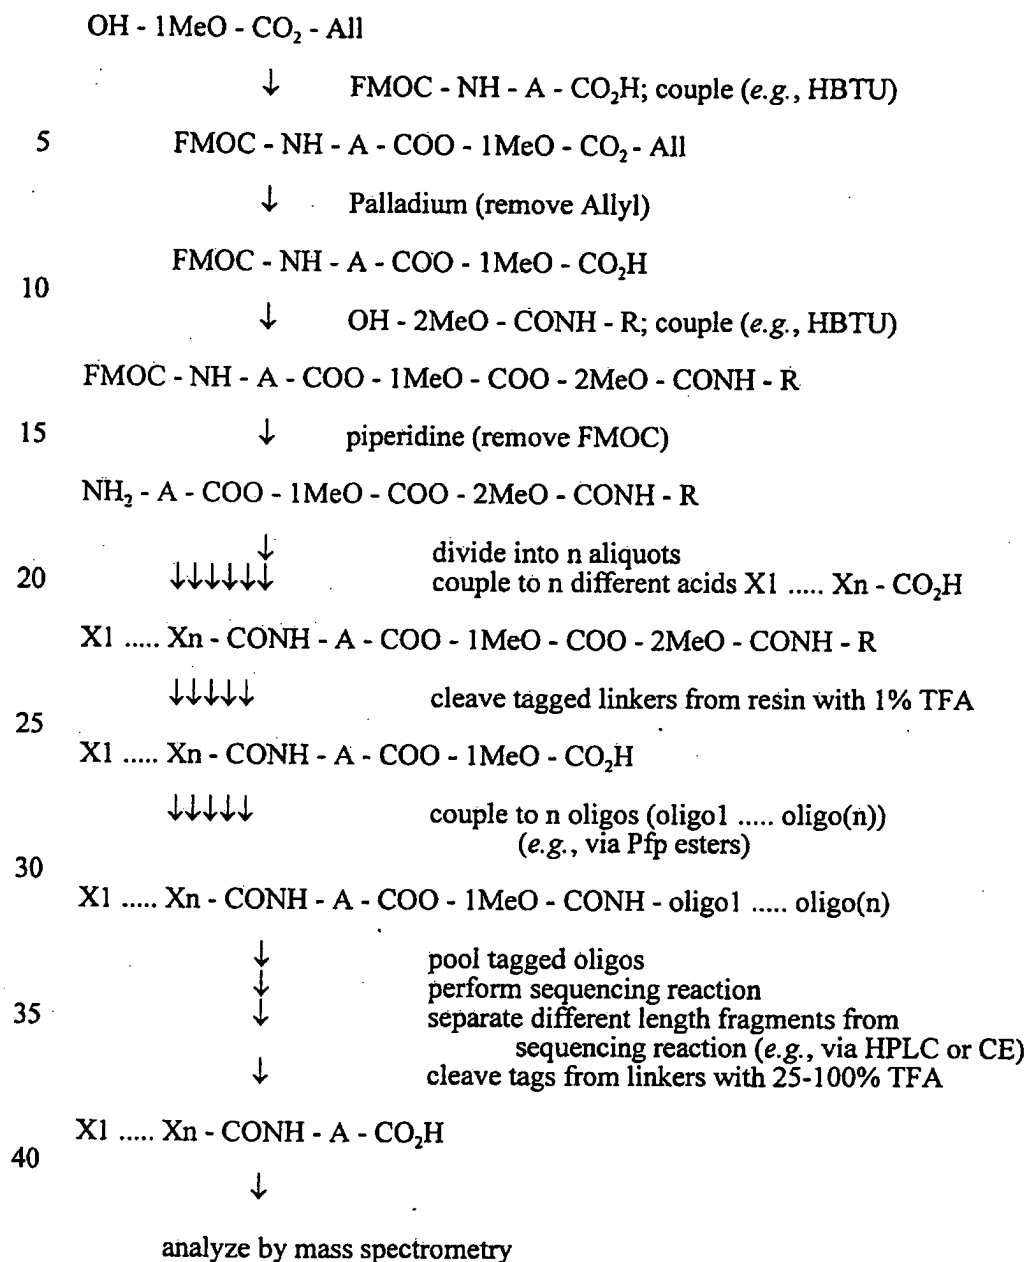 OH - 1MeO - CO₂ - All
↓ FMOC - NH - A - CO₂H; couple (e.g., HBTU)
5 FMOC - NH - A - COO - 1MeO - CO₂ - All
↓ Palladium (remove Allyl)
FMOC - NH - A - COO - 1MeO - CO₂H
10
↓ OH - 2MeO - CONH - R; couple (e.g., HBTU)
FMOC - NH - A - COO - 1MeO - COO - 2MeO - CONH - R
15 ↓ piperidine (remove FMOC)
NH₂ - A - COO - 1MeO - COO - 2MeO - CONH - R
↓ divide into n aliquots
20 ↓↓↓↓↓↓ couple to n different acids X1 ..... Xn - CO₂H
X1 ..... Xn - CONH - A - COO - 1MeO - COO - 2MeO - CONH - R
↓↓↓↓↓ cleave tagged linkers from resin with 1% TFA
25
X1 ..... Xn - CONH - A - COO - 1MeO - CO₂H
↓↓↓↓↓ couple to n oligos (oligo1 ..... oligo(n))
(e.g., via Pfp esters)
30
X1 ..... Xn - CONH - A - COO - 1MeO - CONH - oligo1 ..... oligo(n)
↓ pool tagged oligos
↓ perform sequencing reaction
35 ↓ separate different length fragments from
sequencing reaction (e.g., via HPLC or CE)
↓ cleave tags from linkers with 25-100% TFA
X1 ..... Xn - CONH - A - CO₂H
40
↓
analyze by mass spectrometry